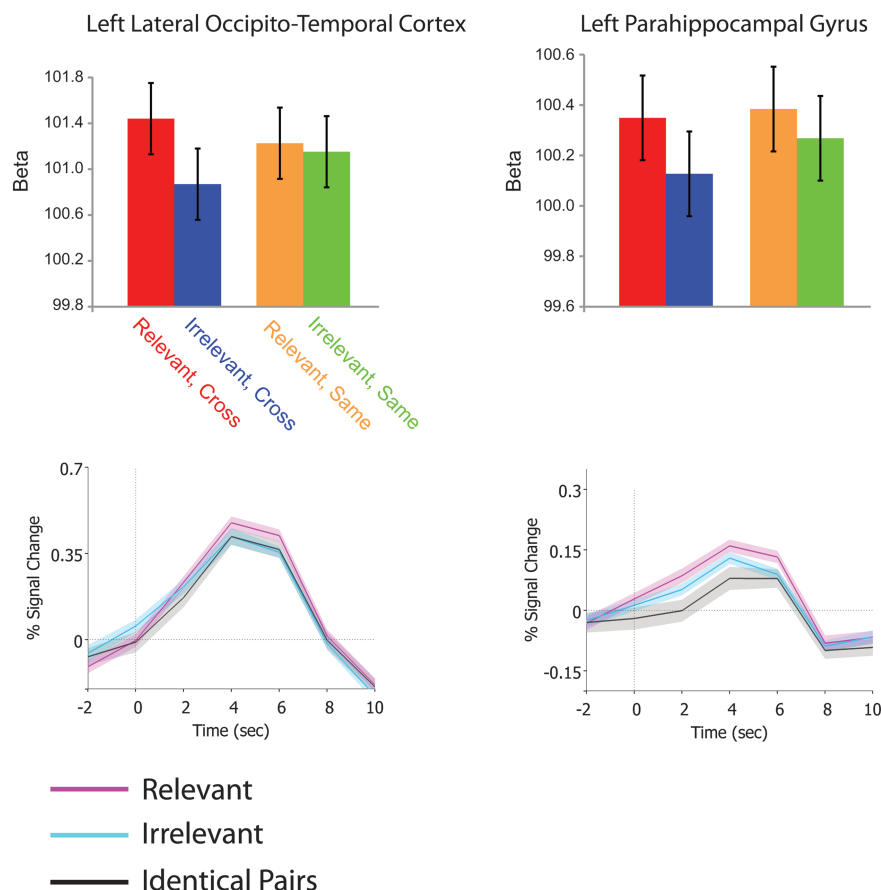 Left Lateral Occipito-Temporal Cortex
Left Parahippocampal Gyrus
Beta
101.8
101.4
101.0
100.6
100.2
99.8
Relevant, Cross
Irrelevant, Cross
Relevant, Same
Irrelevant, Same
Beta
100.6
100.4
100.2
100.0
99.8
99.6
% Signal Change
0.7
0.35
0
-2 0 2 4 6 8 10
Time (sec)
% Signal Change
0.3
0.15
0
-0.15
-2 0 2 4 6 8 10
Time (sec)
Relevant
Irrelevant
Identical Pairs